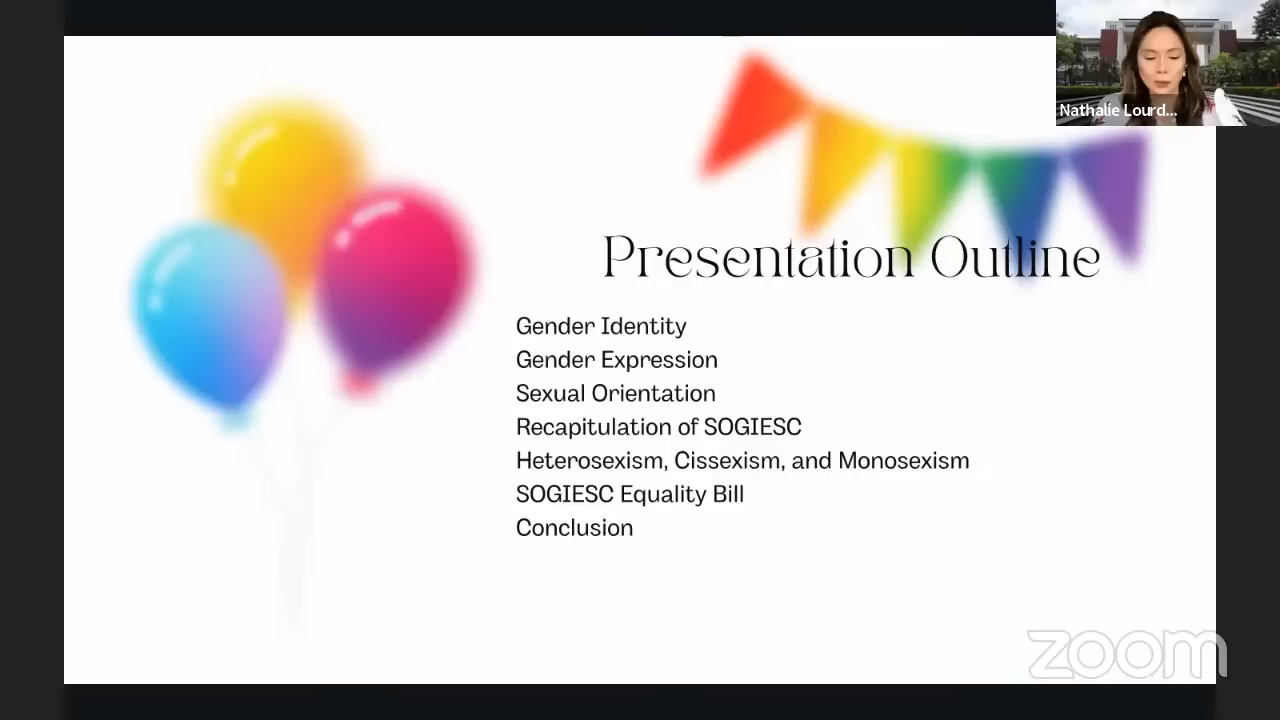 Nathalie Lourd...
Presentation Outline
Gender Identity
Gender Expression
Sexual Orientation
Recapitulation of SOGIESC
Heterosexism, Cissexism, and Monosexism
SOGIESC Equality Bill
Conclusion
zoom